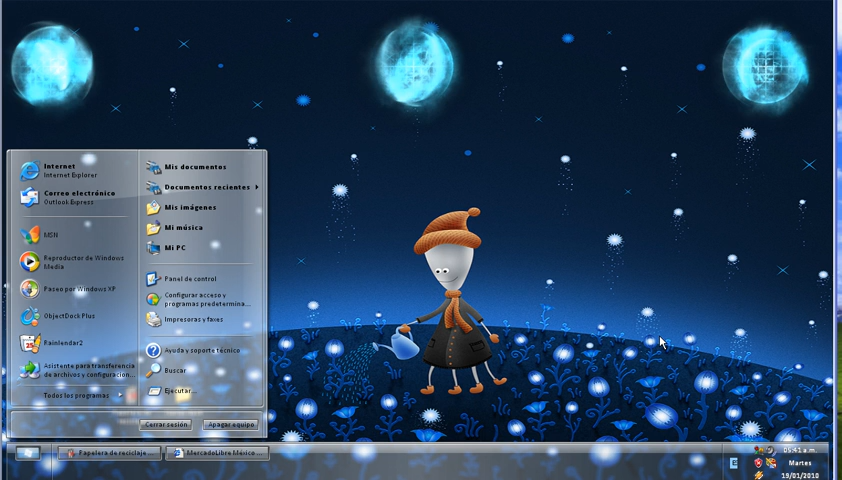 Internet
Internet Explorer
Correo electrónico
Outlook Express
MSN
Reproductor de Windows
Media
Paseo por Windows XP
ObjectDock Plus
Rainlendar2
Asistente para transferencia
de archivos y configuracion...
Todos los programas
Mis documentos
Documentos recientes
Mis imágenes
Mi música
Mi PC
Panel de control
Configurar acceso y
programas predetermina...
Impresoras y faxes
Ayuda y soporte técnico
Buscar
Ejecutar...
Cerrar sesión
Apagar equipo
Papelera de reciclaje ...
MercadoLibre México ...
05:41 a.m.
Martes
19/01/2010